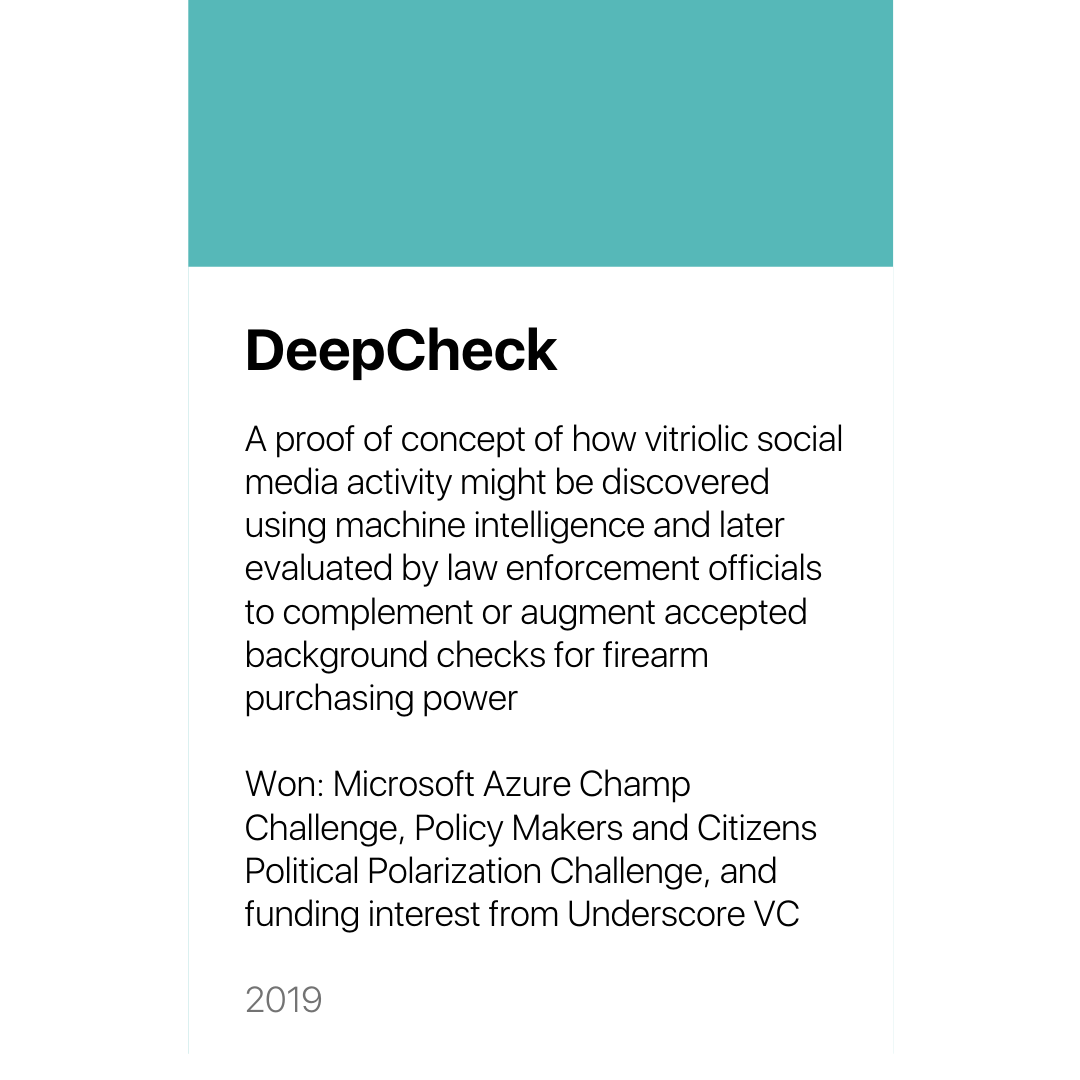 DeepCheck
A proof of concept of how vitriolic social
media activity might be discovered
using machine intelligence and later
evaluated by law enforcement officials
to complement or augment accepted
background checks for firearm
purchasing power
Won: Microsoft Azure Champ
Challenge, Policy Makers and Citizens
Political Polarization Challenge, and
funding interest from Underscore VC
2019